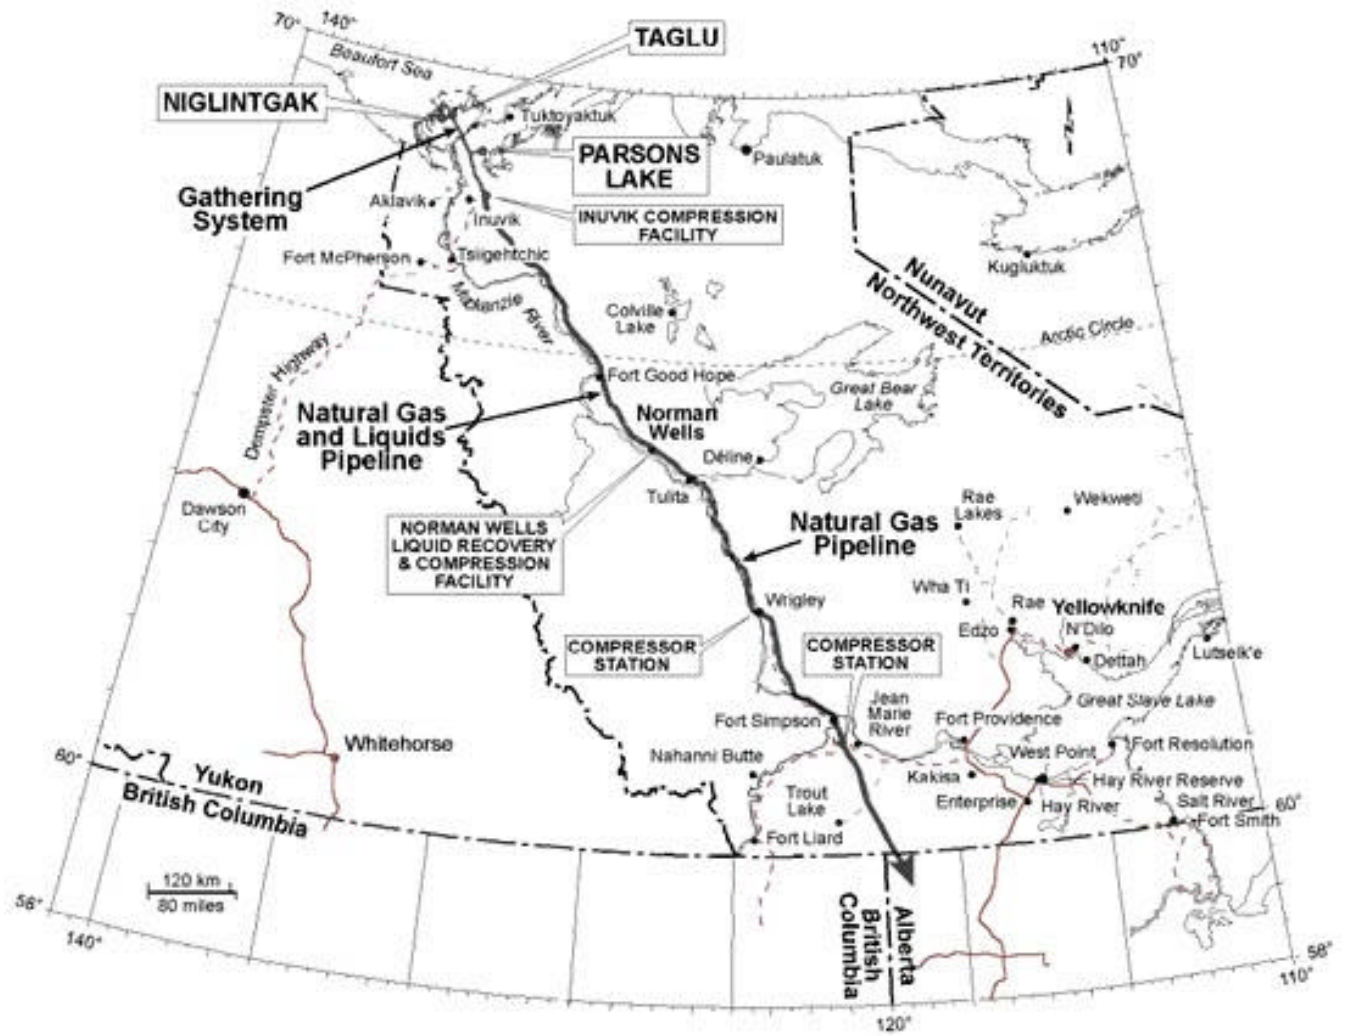 70°
140°
TAGLU
110°
70°
Beaufort Sea
NIGLINTGAK
Tuktoyaktuk
PARSONS
LAKE
Paulatuk
Gathering
System
Aklavik
Inuvik
INUVIK COMPRESSION
FACILITY
Fort McPherson
Tsiigehtchic
Kugluktuk
Mackenzie
River
Colville
Lake
Nunavut
Northwest Territories
Arctic Circle
Dempster Highway
Fort Good Hope
Great Bear
Lake
Natural Gas
and Liquids
Pipeline
Norman
Wells
Déline
Tulita
Dawson
City
Rae
Lakes
Wekweti
NORMAN WELLS
LIQUID RECOVERY
& COMPRESSION
FACILITY
Natural Gas
Pipeline
Wha Ti
Wrigley
Rae
Yellowknife
Edzo
N'Dilo
Dettah
Lutselk'e
COMPRESSOR
STATION
COMPRESSOR
STATION
Great Slave Lake
Jean
Marie
River
Fort Simpson
Fort Providence
Whitehorse
Nahanni Butte
West Point
Fort Resolution
Kakisa
Hay River Reserve
60°
Yukon
British Columbia
Trout
Lake
Enterprise
Hay River
Salt River
60°
Fort Smith
Fort Liard
120 km
80 miles
56°
140°
Alberta
British
Columbia
120°
56°
110°